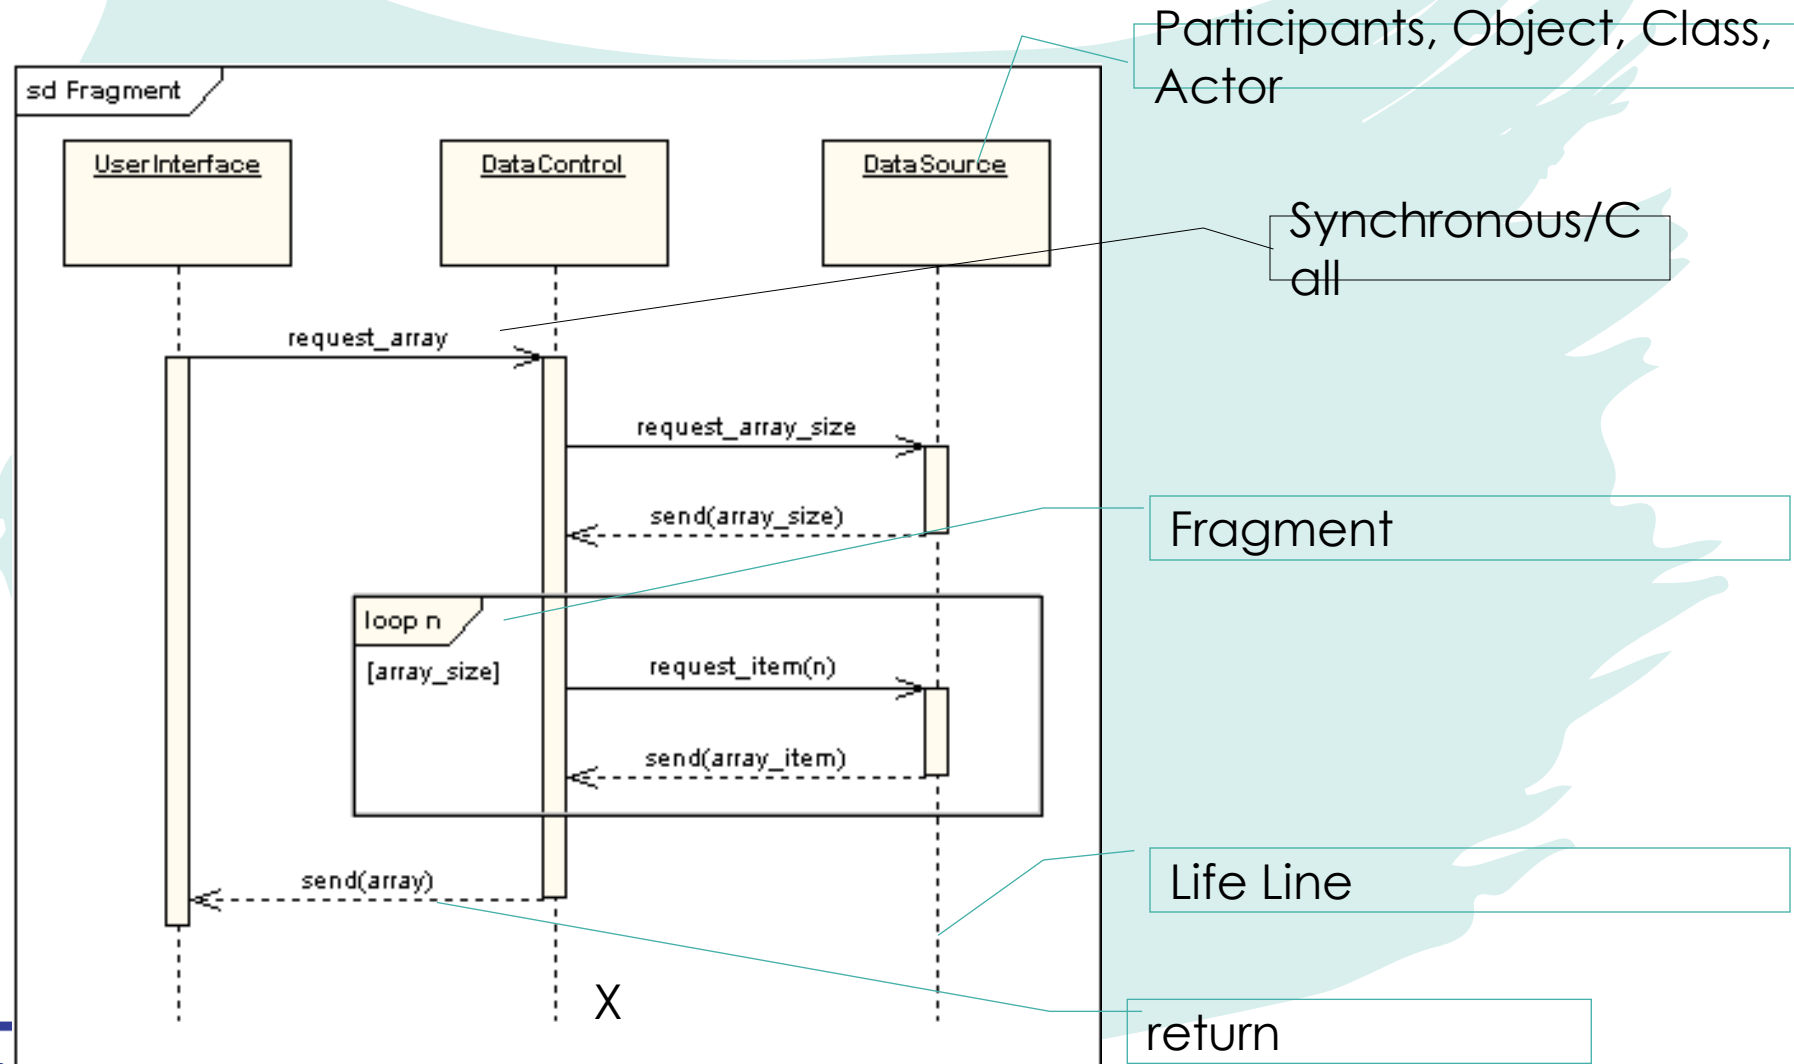 Participants, Object, Class,
Actor
sd Fragment
UserInterface
DataControl
DataSource
Synchronous/C
all
request_array
request_array_size
send(array_size)
Fragment
loop n
[array_size]
request_item(n)
send(array_item)
send(array)
Life Line
X
return